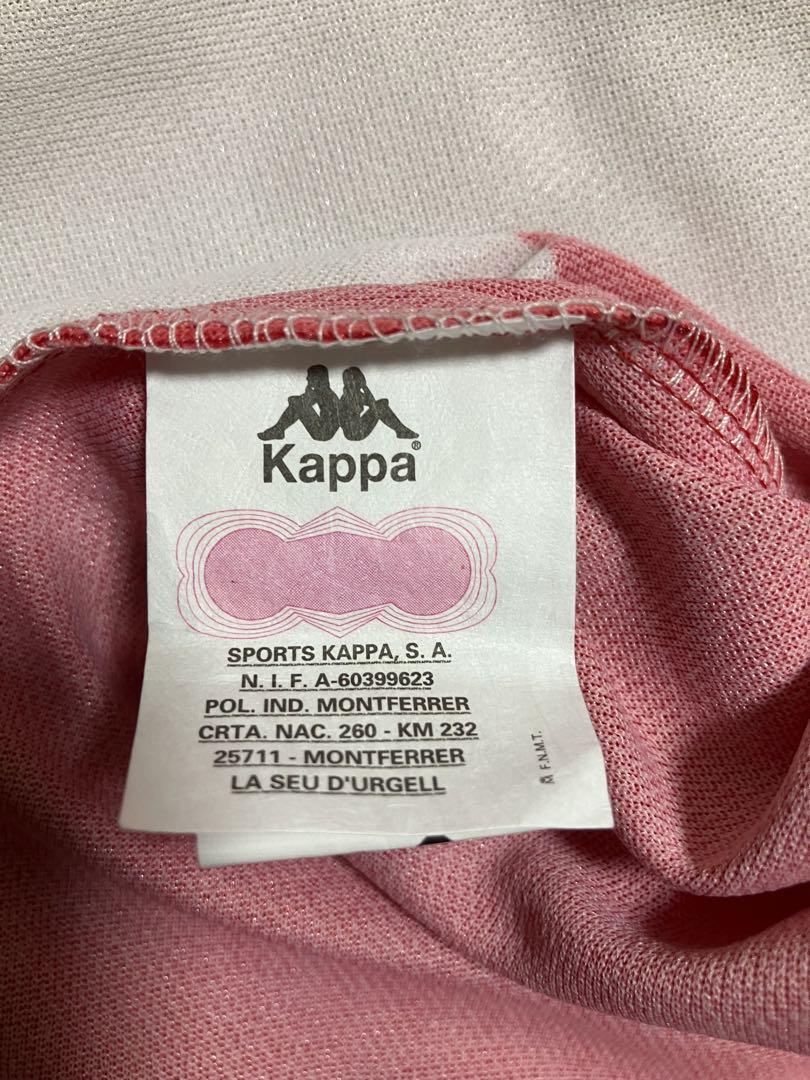 Kappa®
SPORTS KAPPA, S. A.
N. I. F. A-60399623
POL. IND. MONTFERRER
CRTA. NAC. 260 - KM 232
25711 - MONTFERRER
LA SEU D'URGELL
F.N.M.T.